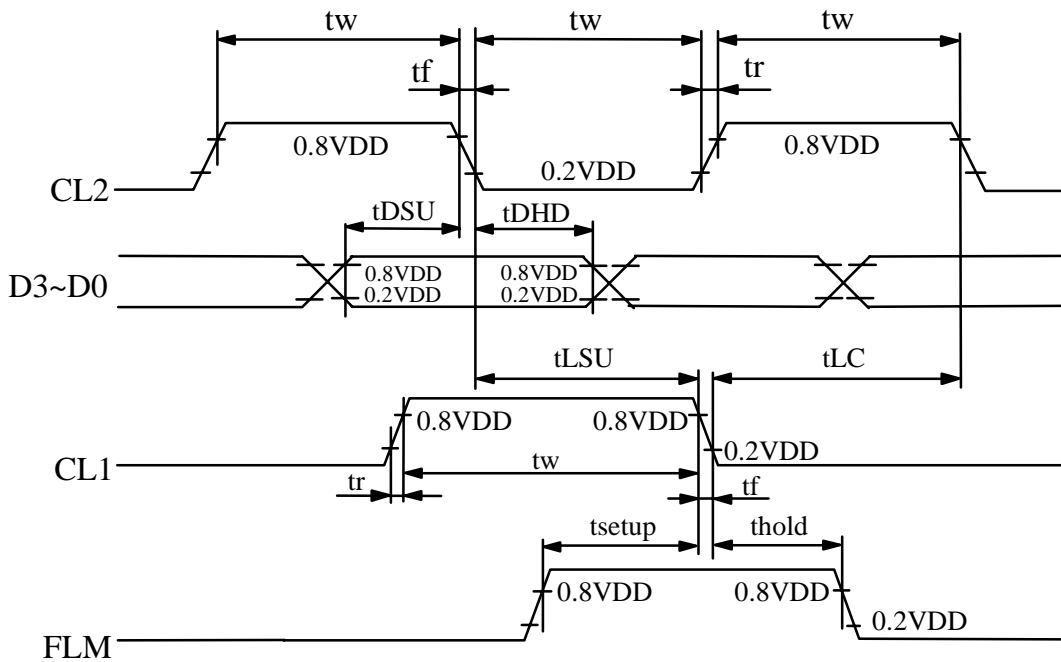 tw tw tw
tf tr
0.8VDD 0.2VDD 0.8VDD
CL2
tDSU tDHD
D3~D0
0.8VDD 0.8VDD
0.2VDD 0.2VDD
tLSU tLC
0.8VDD 0.8VDD
0.2VDD
CL1
tw
tr tf
tsetup thold
0.8VDD 0.8VDD
0.2VDD
FLM